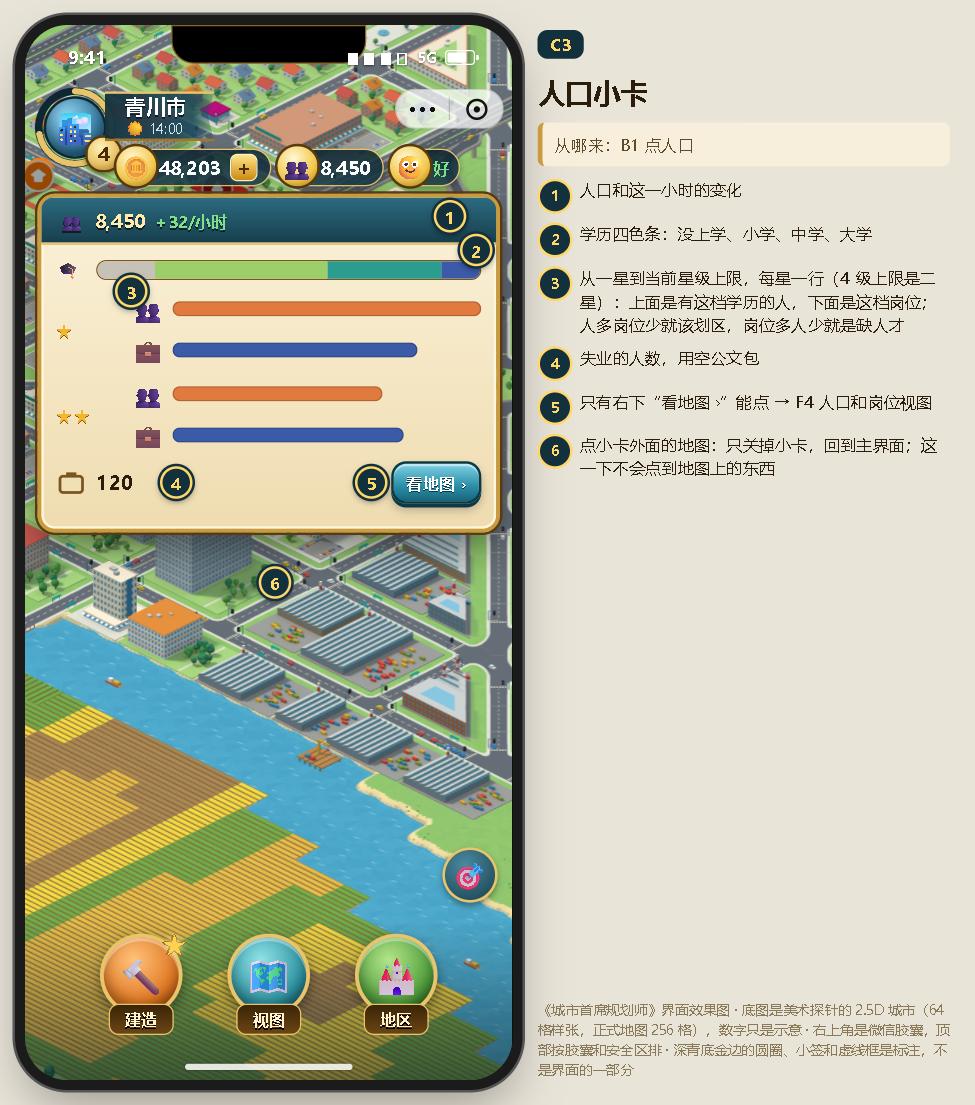 9:41
5G
青川市
14:00
4
48,203
+
8,450
好
8,450 +32/小时
1
2
3
120
4
5
看地图 ›
6
建造
视图
地区
C3
人口小卡
从哪来：B1 点人口
1 人口和这一小时的变化
2 学历四色条：没上学、小学、中学、大学
3 从一星到当前星级上限，每星一行（4 级上限是二
星）：上面是有这档学历的人，下面是这档岗位；
人多岗位少就该划区，岗位多人少就是缺人才
4 失业的人数，用空公文包
5 只有右下“看地图 ›”能点 → F4 人口和岗位视图
6 点小卡外面的地图：只关掉小卡，回到主界面；这
一下不会点到地图上的东西
《城市首席规划师》界面效果图 · 底图是美术探针的 2.5D 城市（64
格样张，正式地图 256 格），数字只是示意 · 右上角是微信胶囊，顶
部按胶囊和安全区排 · 深青底金边的圆圈、小签和虚线框是标注，不
是界面的一部分